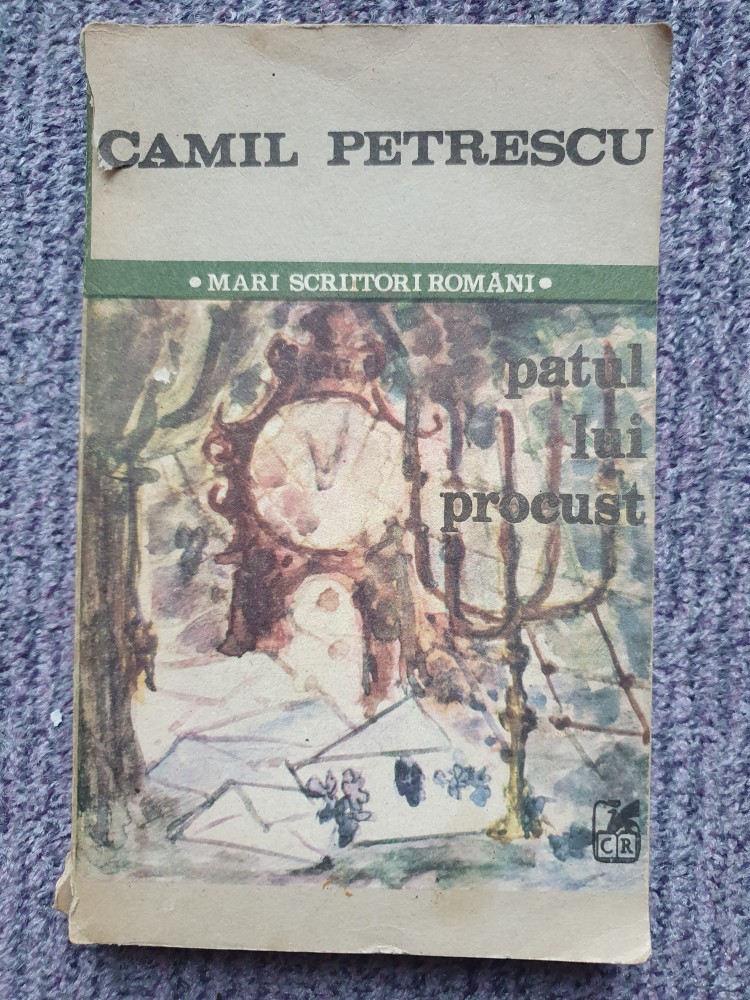 CAMIL PETRESCU
• MARI SCRIITORI ROMÂNI •
patul
lui
procust
CR